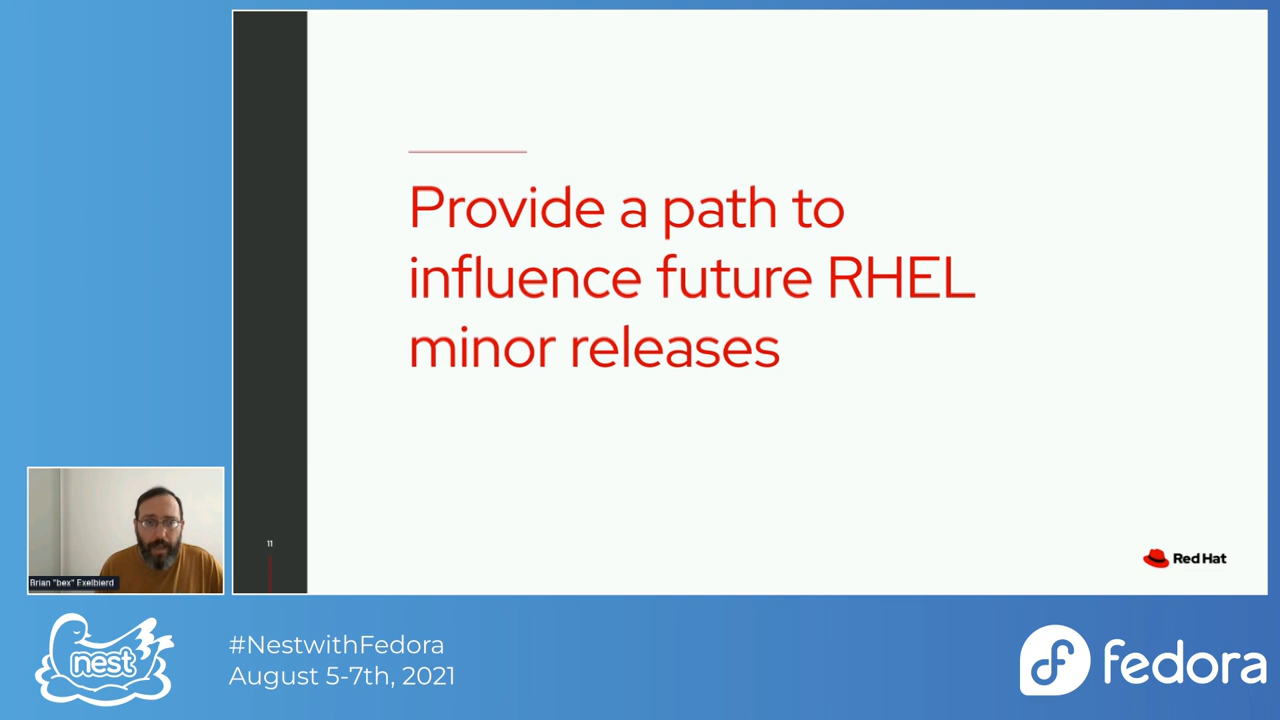 Provide a path to
influence future RHEL
minor releases
11
Red Hat
Brian "bex" Exelbierd
nest
#NestwithFedora
August 5-7th, 2021
fedora